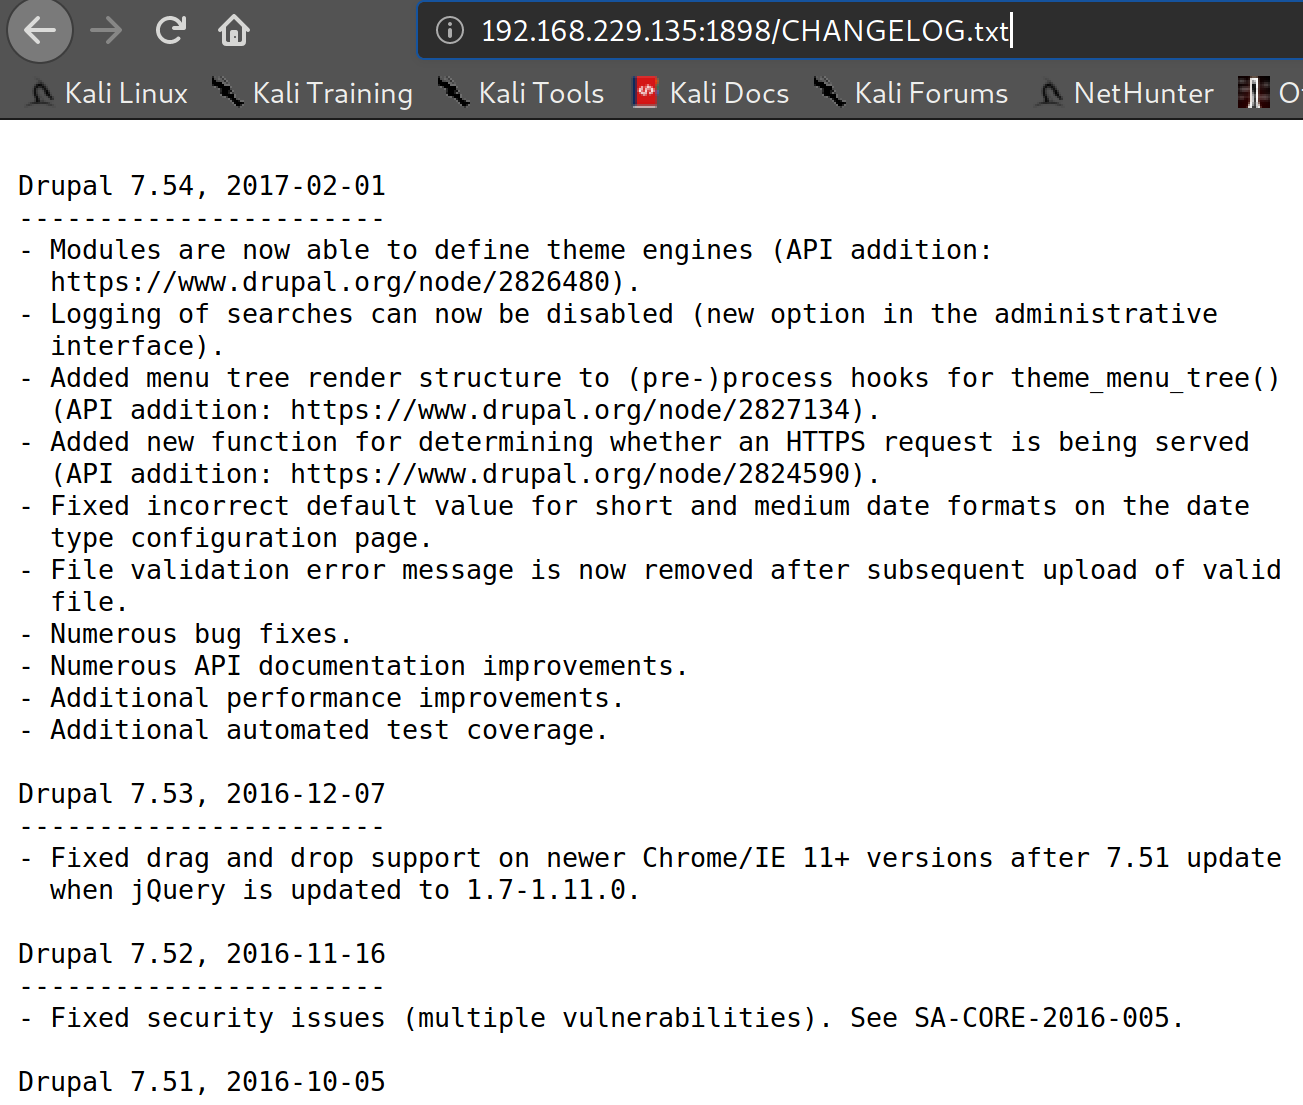 192.168.229.135:1898/CHANGELOG.txt
Kali Linux Kali Training Kali Tools Kali Docs Kali Forums NetHunter
Drupal 7.54, 2017-02-01
-----------------------
- Modules are now able to define theme engines (API addition:
https://www.drupal.org/node/2826480).
- Logging of searches can now be disabled (new option in the administrative
interface).
- Added menu tree render structure to (pre-)process hooks for theme_menu_tree()
(API addition: https://www.drupal.org/node/2827134).
- Added new function for determining whether an HTTPS request is being served
(API addition: https://www.drupal.org/node/2824590).
- Fixed incorrect default value for short and medium date formats on the date
type configuration page.
- File validation error message is now removed after subsequent upload of valid
file.
- Numerous bug fixes.
- Numerous API documentation improvements.
- Additional performance improvements.
- Additional automated test coverage.
Drupal 7.53, 2016-12-07
-----------------------
- Fixed drag and drop support on newer Chrome/IE 11+ versions after 7.51 update
when jQuery is updated to 1.7-1.11.0.
Drupal 7.52, 2016-11-16
-----------------------
- Fixed security issues (multiple vulnerabilities). See SA-CORE-2016-005.
Drupal 7.51, 2016-10-05